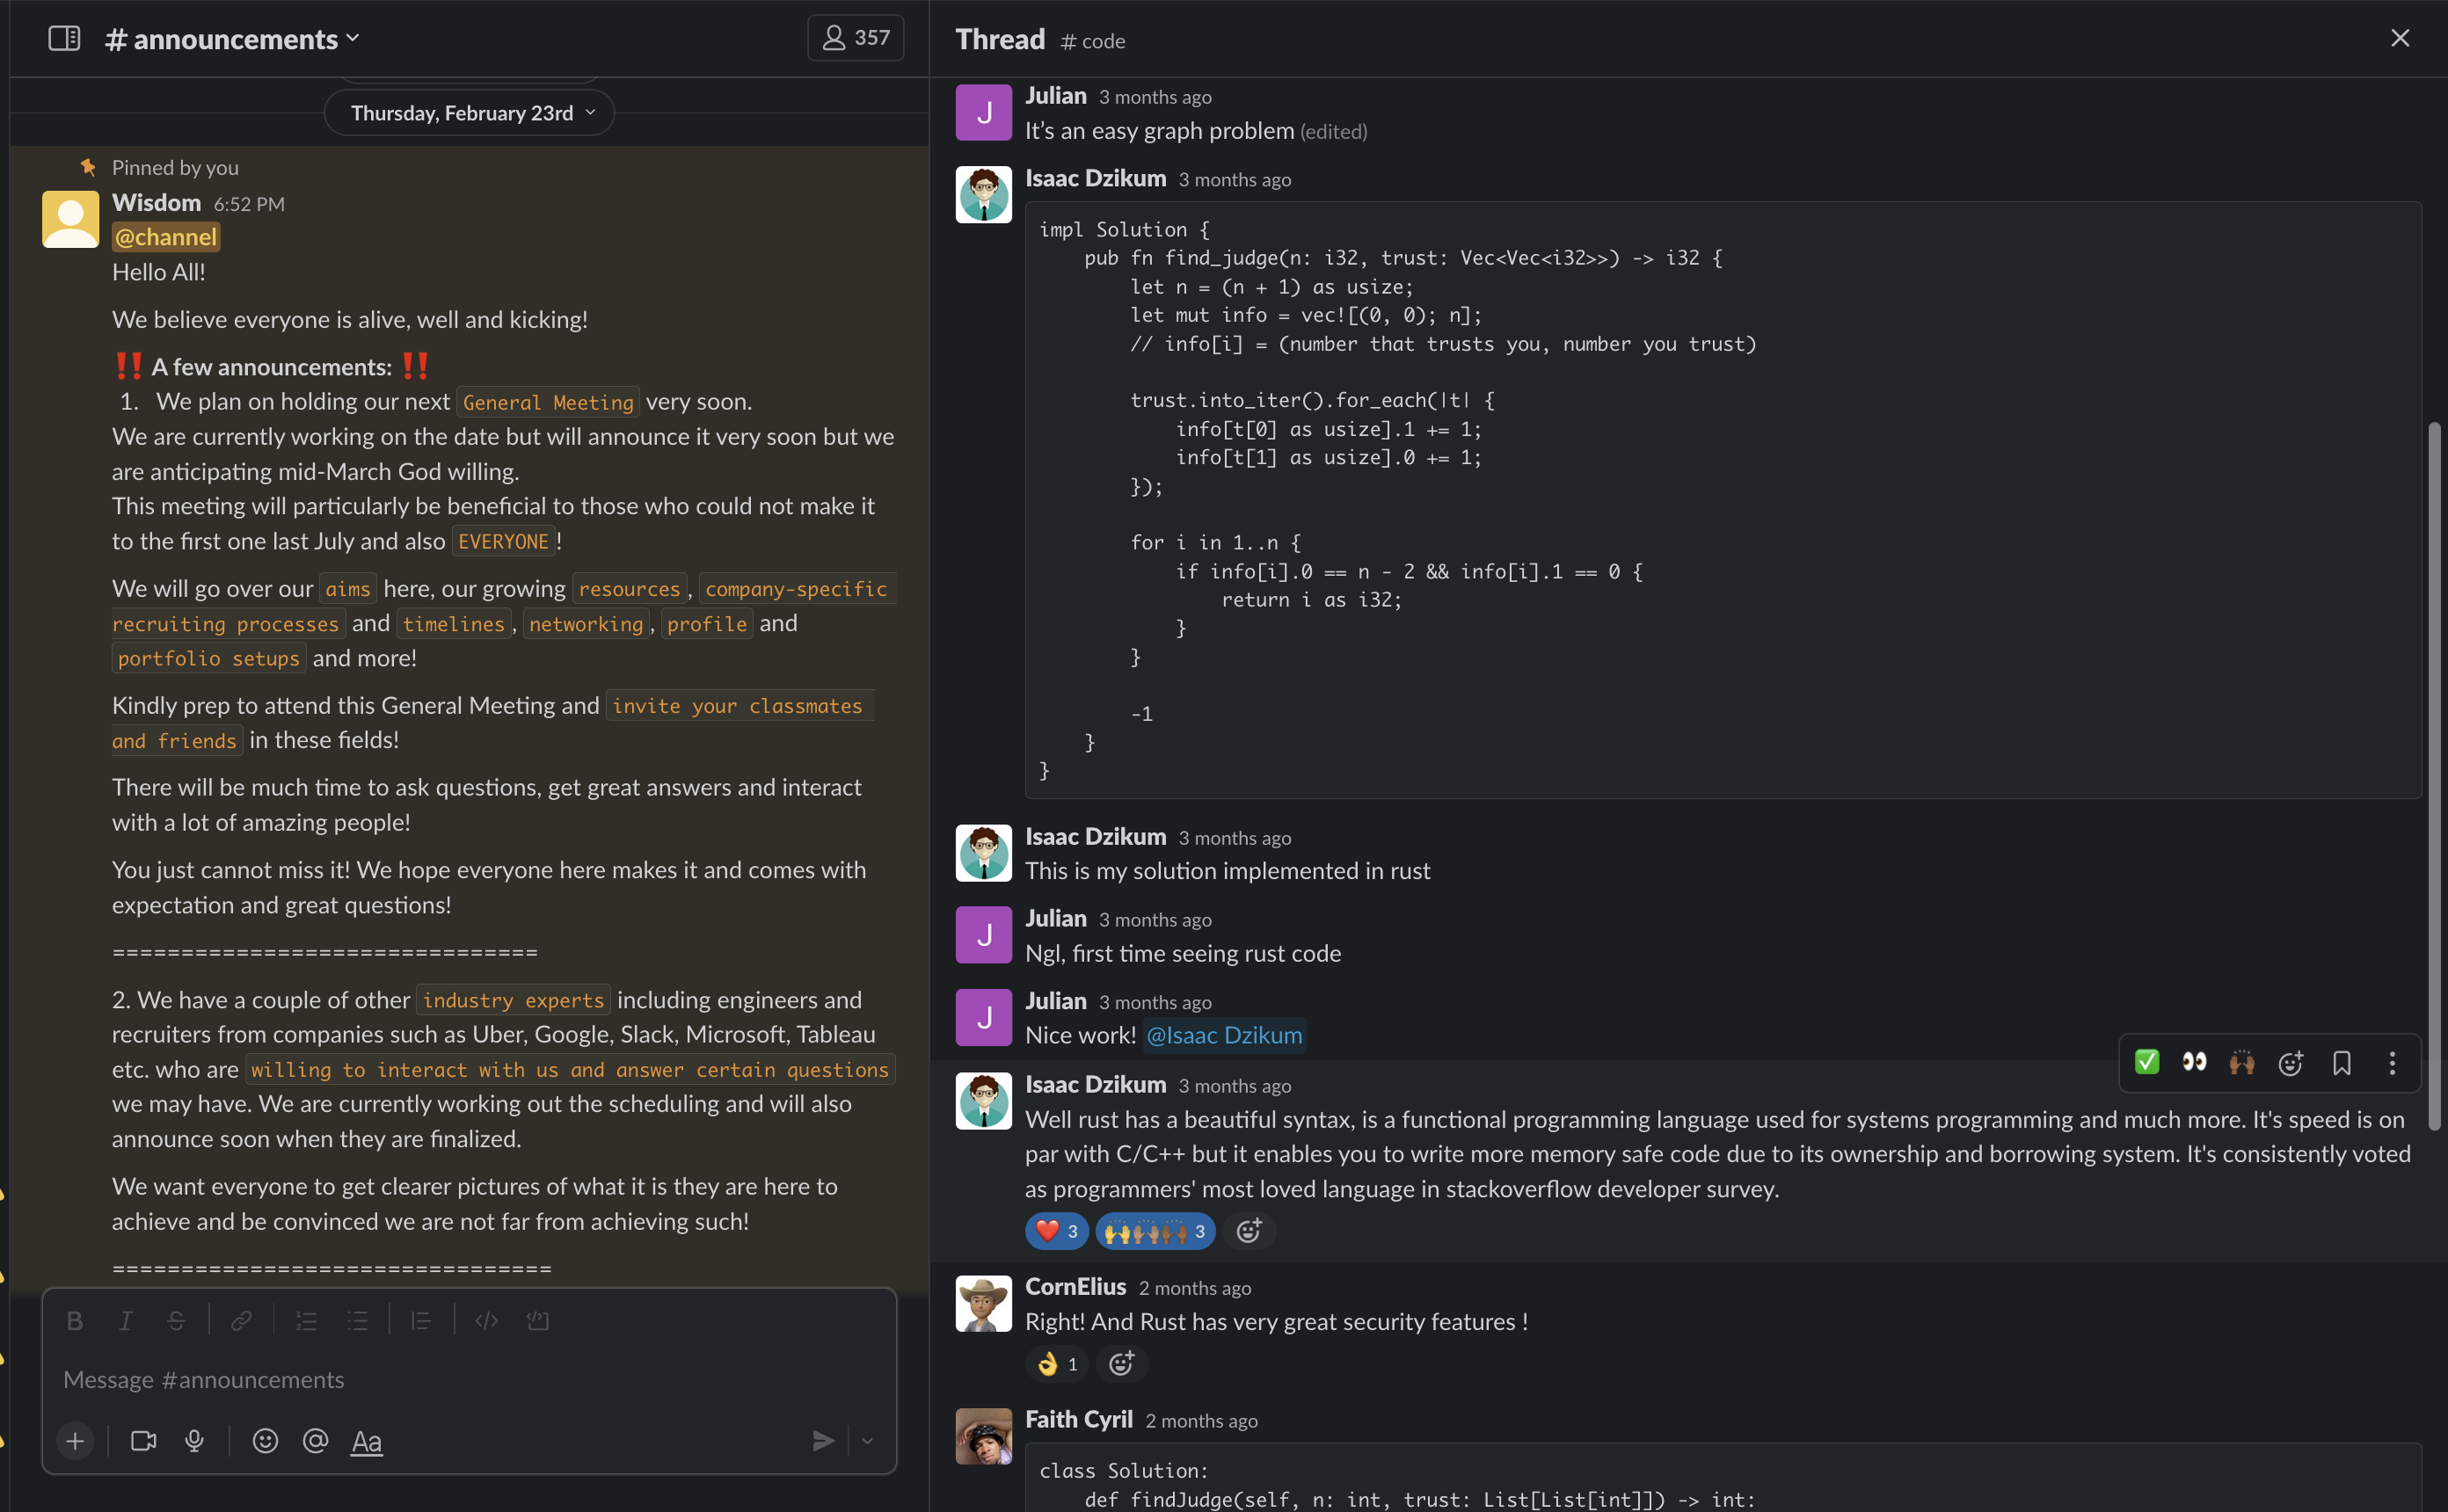 # announcements
357
Thursday, February 23rd
Pinned by you
Wisdom 6:52 PM
@channel
Hello All!
We believe everyone is alive, well and kicking!
‼️ A few announcements: ‼️
1. We plan on holding our next General Meeting very soon.
We are currently working on the date but will announce it very soon but we
are anticipating mid-March God willing.
This meeting will particularly be beneficial to those who could not make it
to the first one last July and also EVERYONE!
We will go over our aims here, our growing resources, company-specific
recruiting processes and timelines, networking, profile and
portfolio setups and more!
Kindly prep to attend this General Meeting and invite your classmates
and friends in these fields!
There will be much time to ask questions, get great answers and interact
with a lot of amazing people!
You just cannot miss it! We hope everyone here makes it and comes with
expectation and great questions!
===============================
2. We have a couple of other industry experts including engineers and
recruiters from companies such as Uber, Google, Slack, Microsoft, Tableau
etc. who are willing to interact with us and answer certain questions
we may have. We are currently working out the scheduling and will also
announce soon when they are finalized.
We want everyone to get clearer pictures of what it is they are here to
achieve and be convinced we are not far from achieving such!
================================
B I S
Message #announcements
Aa
Thread # code
J
Julian 3 months ago
It's an easy graph problem (edited)
Isaac Dzikum 3 months ago
impl Solution {
    pub fn find_judge(n: i32, trust: Vec<Vec<i32>>) -> i32 {
        let n = (n + 1) as usize;
        let mut info = vec![(0, 0); n];
        // info[i] = (number that trusts you, number you trust)
        trust.into_iter().for_each(|t| {
            info[t[0] as usize].1 += 1;
            info[t[1] as usize].0 += 1;
        });
        for i in 1..n {
            if info[i].0 == n - 2 && info[i].1 == 0 {
                return i as i32;
            }
        }
        -1
    }
}
Isaac Dzikum 3 months ago
This is my solution implemented in rust
J
Julian 3 months ago
Ngl, first time seeing rust code
J
Julian 3 months ago
Nice work! @Isaac Dzikum
Isaac Dzikum 3 months ago
Well rust has a beautiful syntax, is a functional programming language used for systems programming and much more. It's speed is on
par with C/C++ but it enables you to write more memory safe code due to its ownership and borrowing system. It's consistently voted
as programmers' most loved language in stackoverflow developer survey.
3 3
CornElius 2 months ago
Right! And Rust has very great security features !
1
Faith Cyril 2 months ago
class Solution:
    def findJudge(self, n: int, trust: List[List[int]]) -> int: